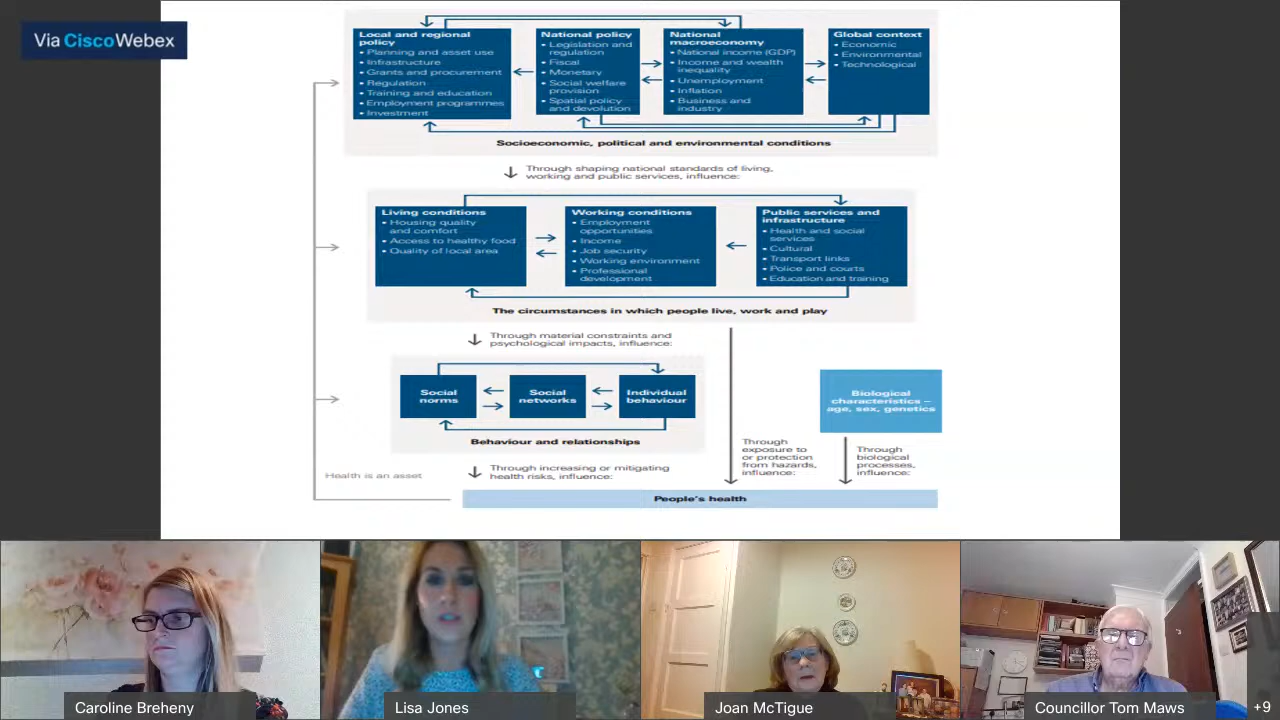 Via CiscoWebex
Local and regional
policy
• Planning and asset use
• Infrastructure
• Grants and procurement
• Regulation
• Training and education
• Employment programmes
• Investment
National policy
• Legislation and
regulation
• Fiscal
• Monetary
• Social welfare
provision
• Spatial policy
and devolution
National
macroeconomy
• National income (GDP)
• Income and wealth
inequality
• Unemployment
• Inflation
• Business and
industry
Global context
• Economic
• Environmental
• Technological
Socioeconomic, political and environmental conditions
Through shaping national standards of living,
working and public services, influence:
Living conditions
• Housing quality
and comfort
• Access to healthy food
• Quality of local area
Working conditions
• Employment
opportunities
• Income
• Job security
• Working environment
• Professional
development
Public services and
infrastructure
• Health and social
services
• Cultural
• Transport links
• Police and courts
• Education and training
The circumstances in which people live, work and play
Through material constraints and
psychological impacts, influence:
Social
norms
Social
networks
Individual
behaviour
Behaviour and relationships
Biological
characteristics –
age, sex, genetics
Through
exposure to
or protection
from hazards,
influence:
Through
biological
processes,
influence:
Health is an asset
Through increasing or mitigating
health risks, influence:
People's health
Caroline Breheny
Lisa Jones
Joan McTigue
Councillor Tom Maws
+9